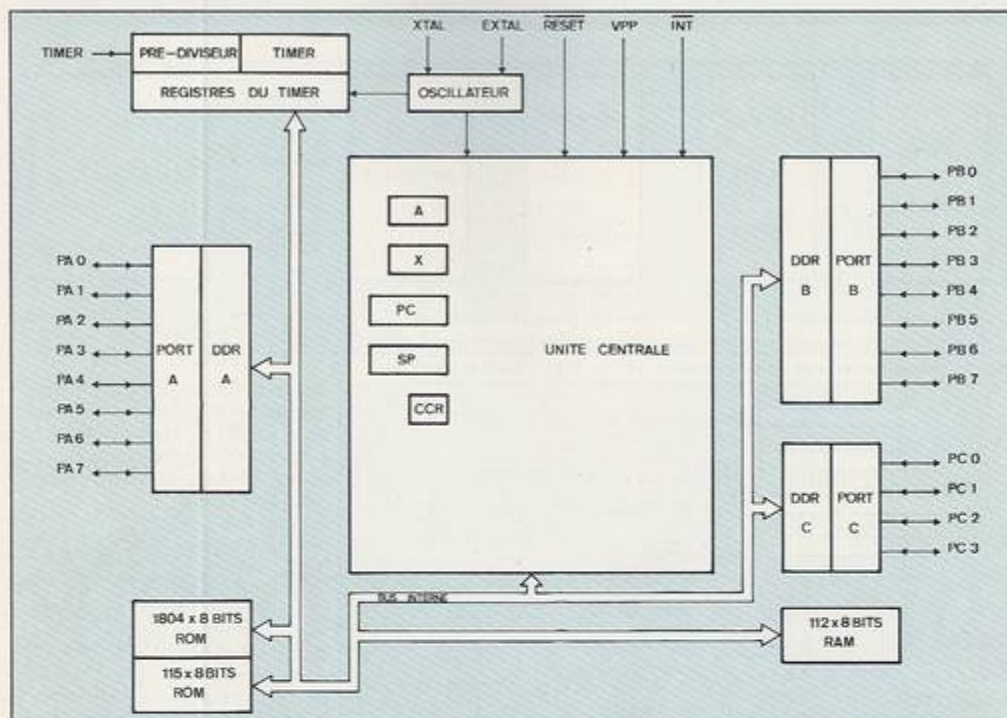 XTAL EXTAL RESET VPP INT
TIMER
PRE-DIVISEUR TIMER
REGISTRES DU TIMER
OSCILLATEUR
A
X
PC
SP
CCR
UNITE CENTRALE
PA 0
PA 1
PA 2
PA 3
PA 4
PA 5
PA 6
PA 7
PORT A
DDR A
DDR B
PORT B
PB 0
PB 1
PB 2
PB 3
PB 4
PB 5
PB 6
PB 7
DDR C
PORT C
PC 0
PC 1
PC 2
PC 3
BUS INTERNE
1804 x 8 BITS
ROM
115 x 8 BITS
ROM
112 x 8 BITS
RAM